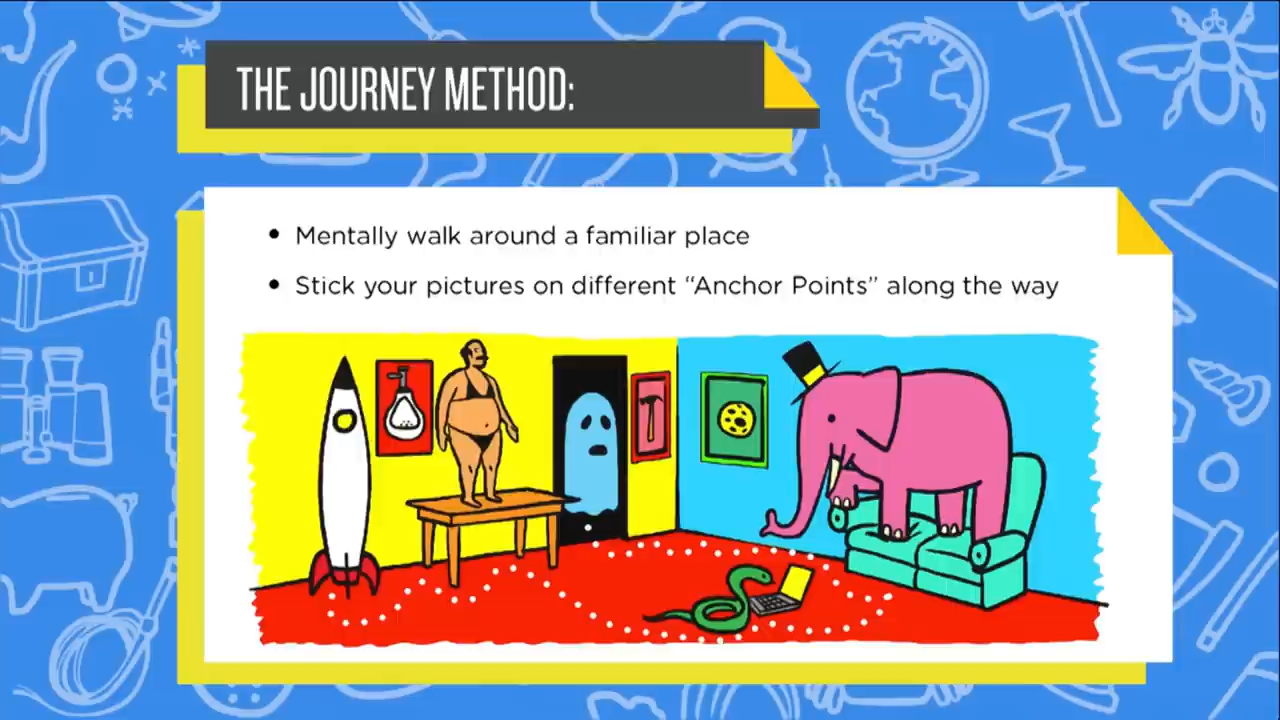 THE JOURNEY METHOD:
• Mentally walk around a familiar place
• Stick your pictures on different “Anchor Points” along the way